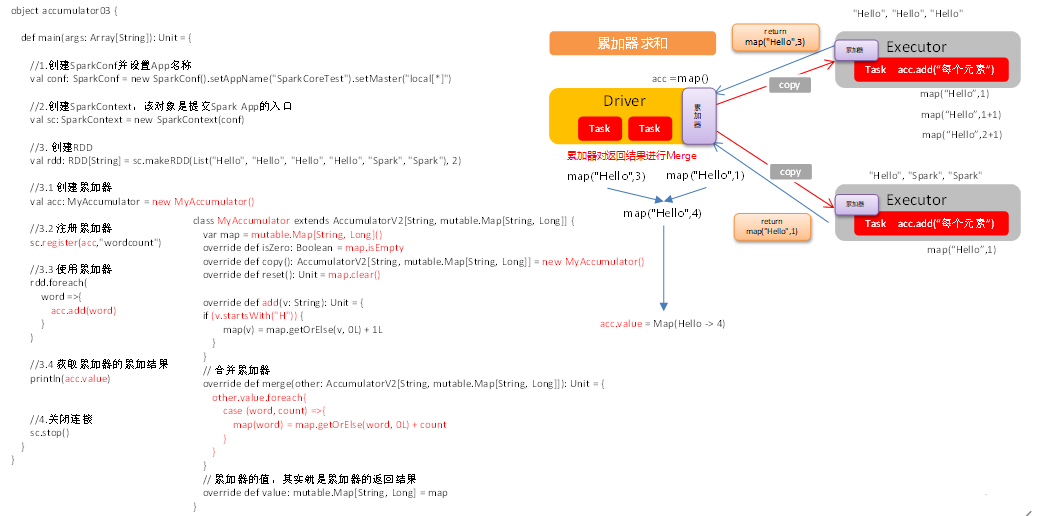 object accumulator03 {
def main(args: Array[String]): Unit = {
//1.创建SparkConf并设置App名称
val conf: SparkConf = new SparkConf().setAppName("SparkCoreTest").setMaster("local[*]")
//2.创建SparkContext，该对象是提交Spark App的入口
val sc: SparkContext = new SparkContext(conf)
//3. 创建RDD
val rdd: RDD[String] = sc.makeRDD(List("Hello", "Hello", "Hello", "Hello", "Spark", "Spark"), 2)
//3.1 创建累加器
val acc: MyAccumulator = new MyAccumulator()
//3.2 注册累加器
sc.register(acc,"wordcount")
//3.3 使用累加器
rdd.foreach(
word =>{
acc.add(word)
}
)
//3.4 获取累加器的累加结果
println(acc.value)
//4.关闭连接
sc.stop()
}
}
class MyAccumulator extends AccumulatorV2[String, mutable.Map[String, Long]] {
var map = mutable.Map[String, Long]()
override def isZero: Boolean = map.isEmpty
override def copy(): AccumulatorV2[String, mutable.Map[String, Long]] = new MyAccumulator()
override def reset(): Unit = map.clear()
override def add(v: String): Unit = {
if (v.startsWith("H")) {
map(v) = map.getOrElse(v, 0L) + 1L
}
}
// 合并累加器
override def merge(other: AccumulatorV2[String, mutable.Map[String, Long]]): Unit = {
other.value.foreach{
case (word, count) =>{
map(word) = map.getOrElse(word, 0L) + count
}
}
}
// 累加器的值，其实就是累加器的返回结果
override def value: mutable.Map[String, Long] = map
}
累加器求和
acc =map()
Driver
Task
Task
累加器
累加器对返回结果进行Merge
map("Hello",3)
map("Hello",1)
map("Hello",4)
acc.value = Map(Hello -> 4)
return
map("Hello",3)
copy
"Hello", "Hello", "Hello"
累加器
Executor
Task acc.add(“每个元素”)
map(“Hello”,1)
map(“Hello”,1+1)
map(“Hello”,2+1)
copy
return
map("Hello",1)
"Hello", "Spark", "Spark"
累加器
Executor
Task acc.add(“每个元素”)
map(“Hello”,1)